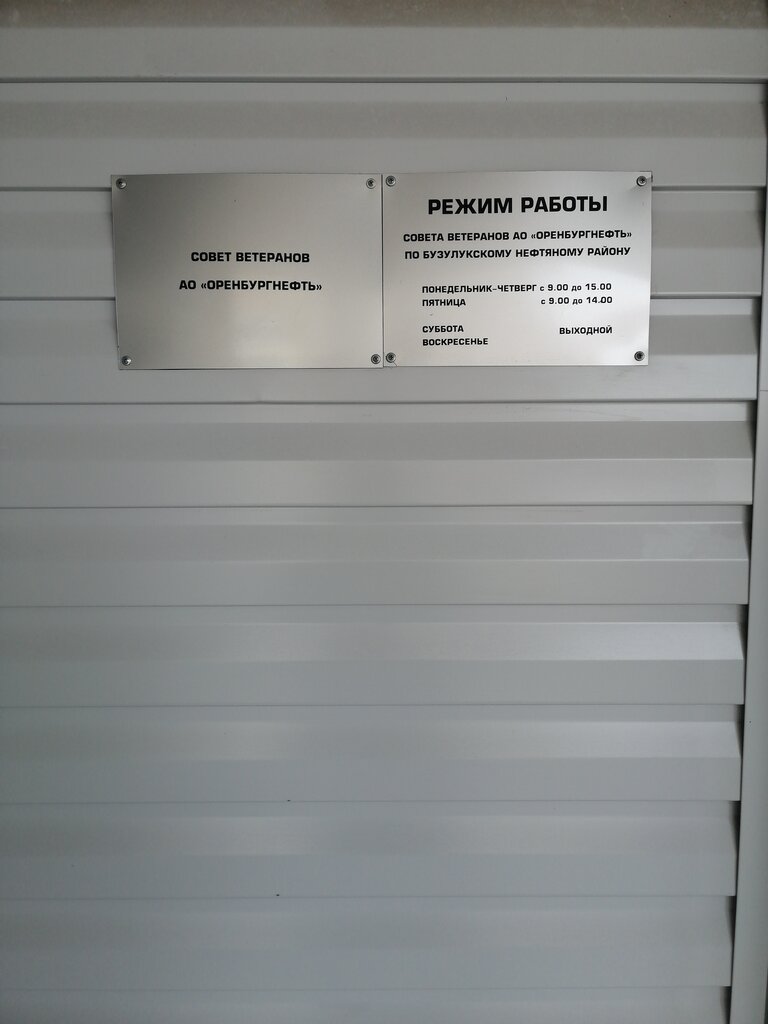 СОВЕТ ВЕТЕРАНОВ
АО «ОРЕНБУРГНЕФТЬ»
РЕЖИМ РАБОТЫ
СОВЕТА ВЕТЕРАНОВ АО «ОРЕНБУРГНЕФТЬ»
ПО БУЗУЛУКСКОМУ НЕФТЯНОМУ РАЙОНУ
ПОНЕДЕЛЬНИК-ЧЕТВЕРГ с 9.00 до 15.00
ПЯТНИЦА с 9.00 до 14.00
СУББОТА ВЫХОДНОЙ
ВОСКРЕСЕНЬЕ